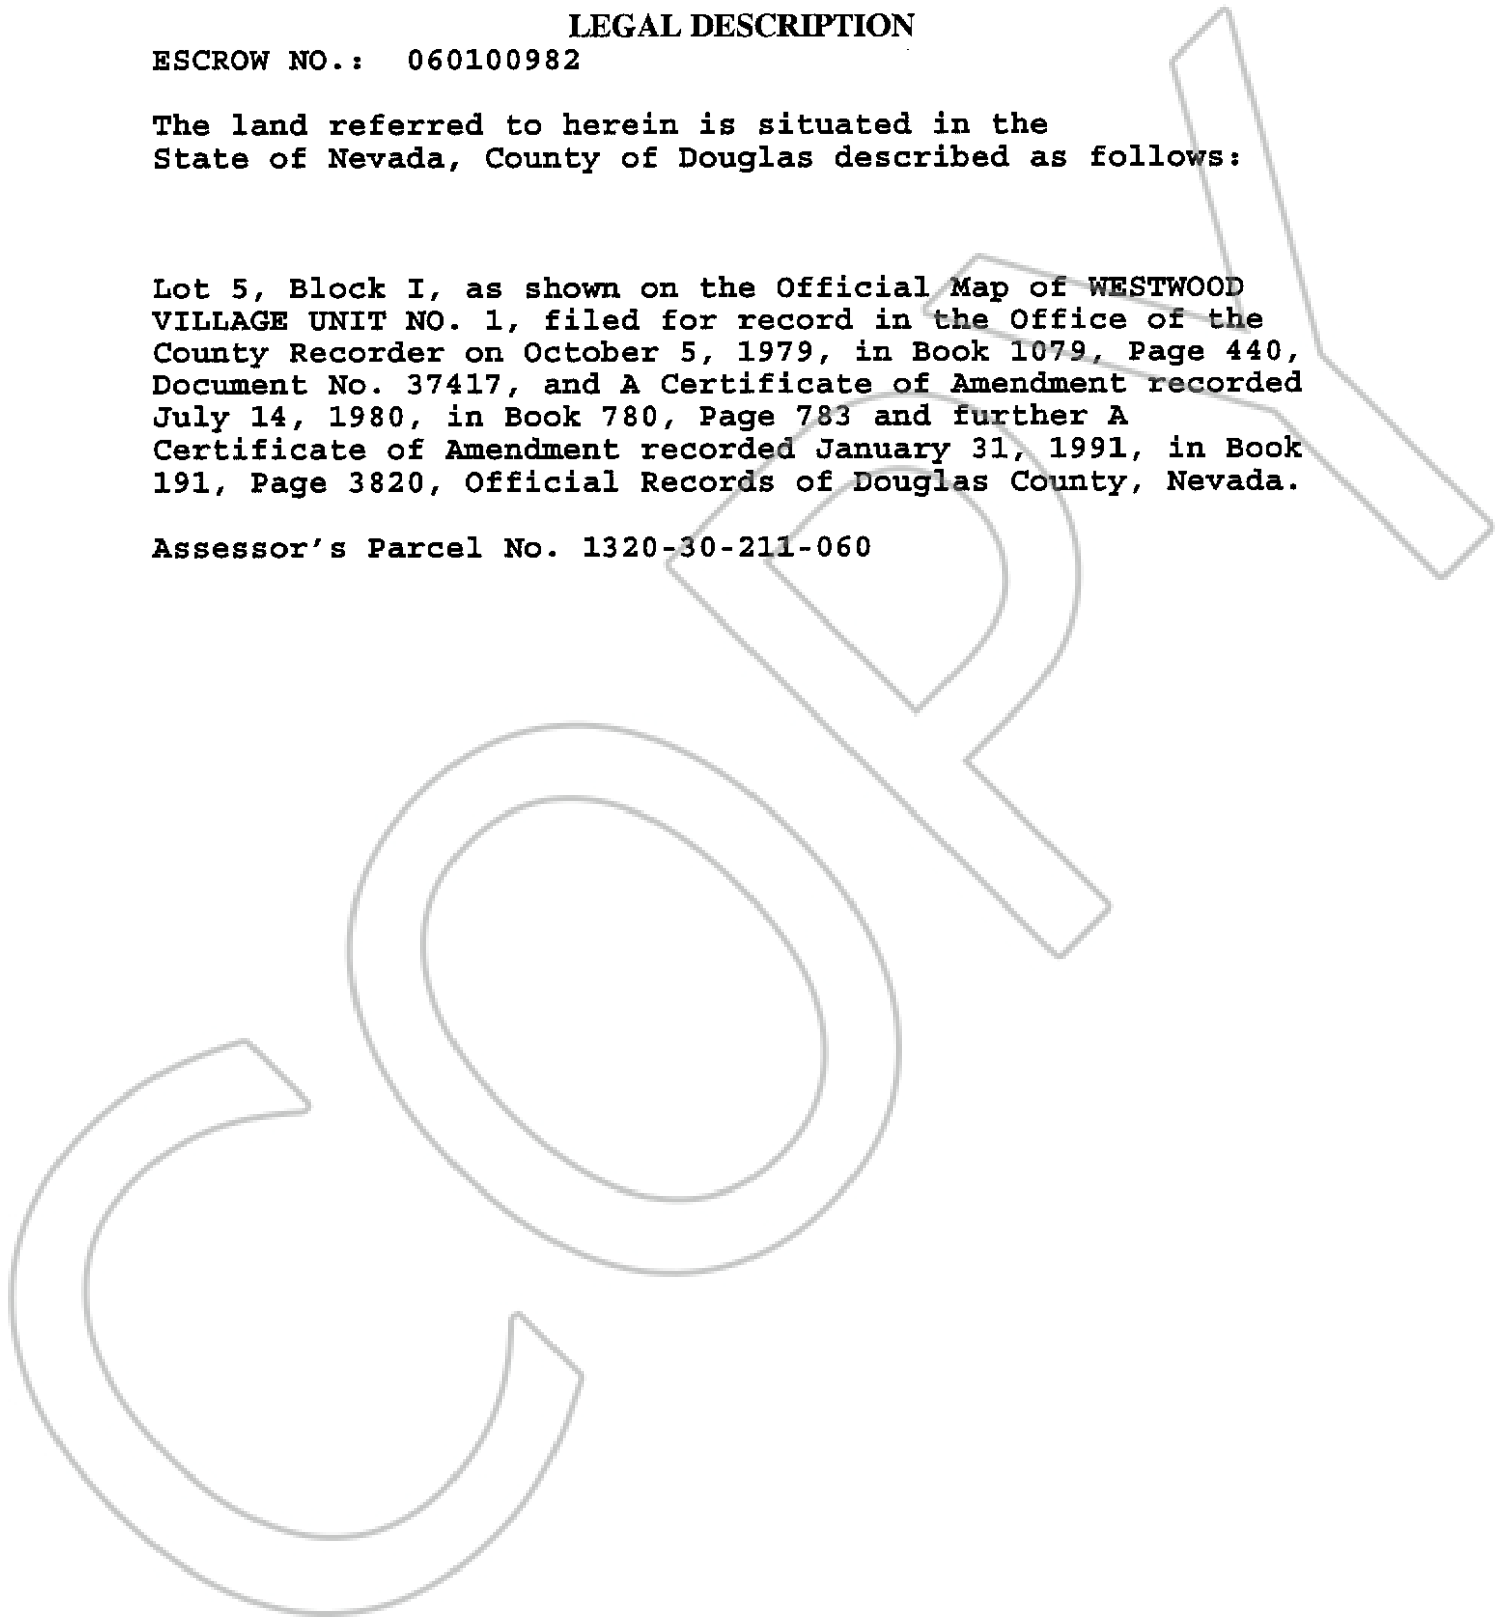 LEGAL DESCRIPTION
ESCROW NO.: 060100982
The land referred to herein is situated in the
State of Nevada, County of Douglas described as follows:
Lot 5, Block I, as shown on the Official Map of WESTWOOD
VILLAGE UNIT NO. 1, filed for record in the Office of the
County Recorder on October 5, 1979, in Book 1079, Page 440,
Document No. 37417, and A Certificate of Amendment recorded
July 14, 1980, in Book 780, Page 783 and further A
Certificate of Amendment recorded January 31, 1991, in Book
191, Page 3820, Official Records of Douglas County, Nevada.
Assessor's Parcel No. 1320-30-211-060
COPY